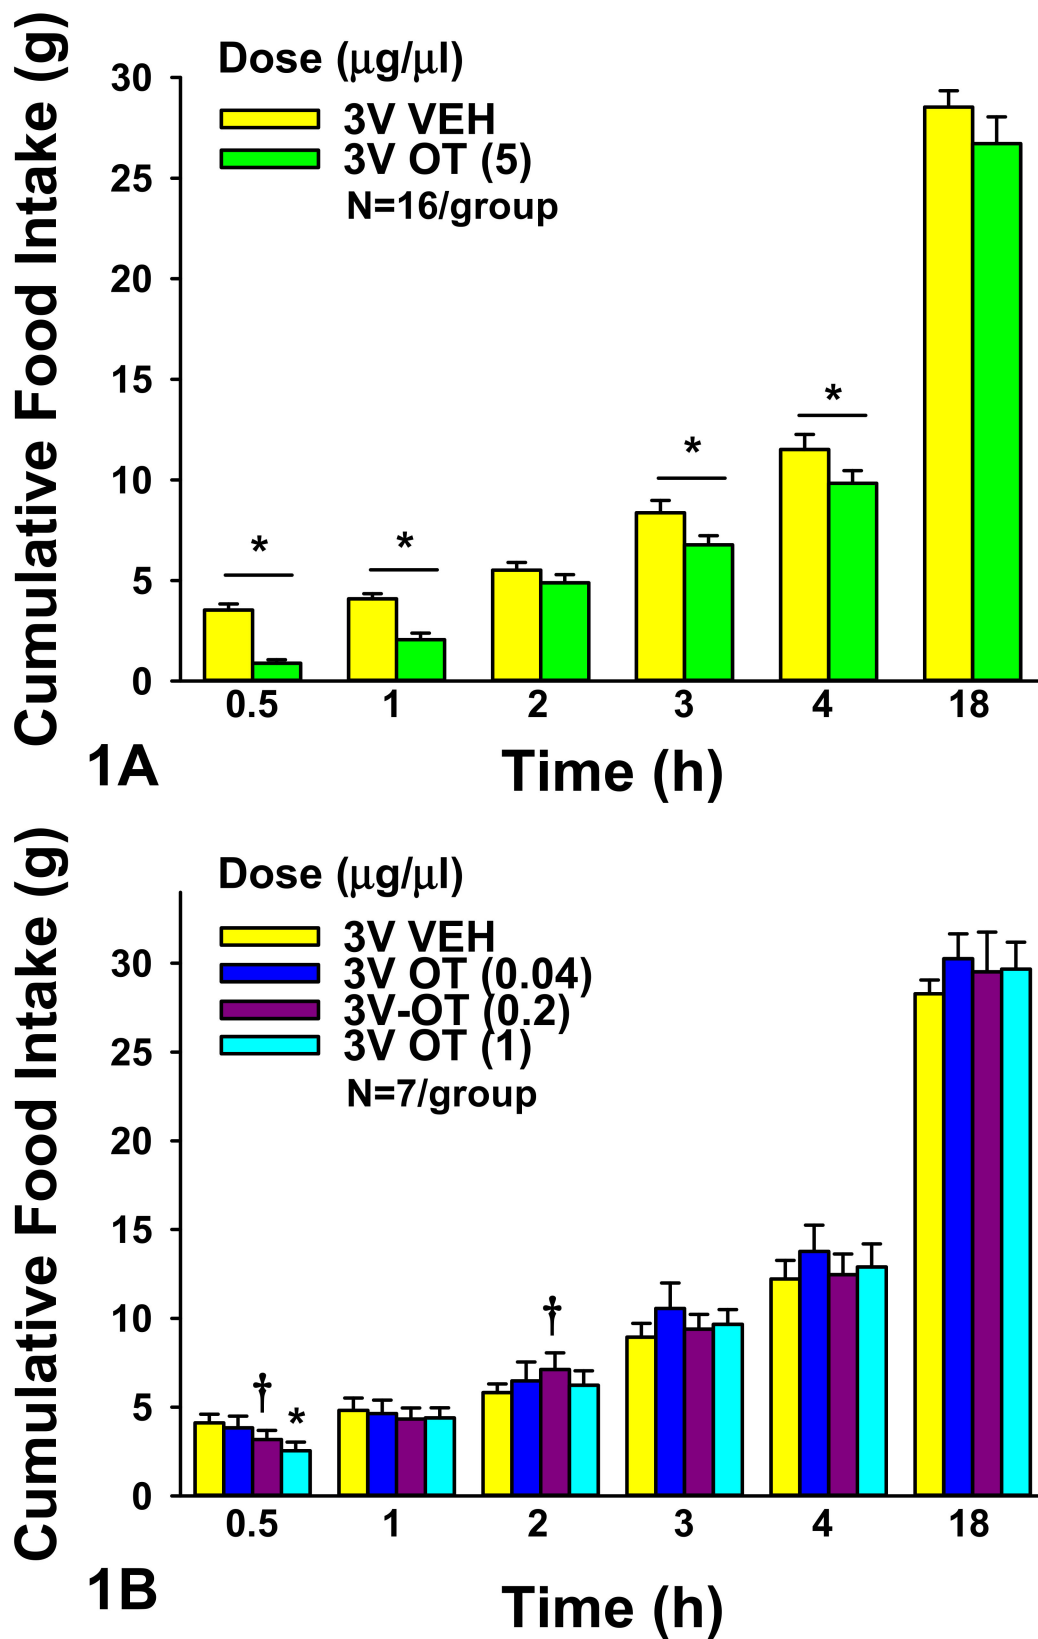 Cumulative Food Intake (g)
Dose (μg/μl)
3V VEH
3V OT (5)
N=16/group
30
25
20
15
10
5
0
*
*
*
*
0.5 1 2 3 4 18
1A
Time (h)
Cumulative Food Intake (g)
Dose (μg/μl)
3V VEH
3V OT (0.04)
3V-OT (0.2)
3V OT (1)
N=7/group
30
25
20
15
10
5
0
† * †
0.5 1 2 3 4 18
1B
Time (h)